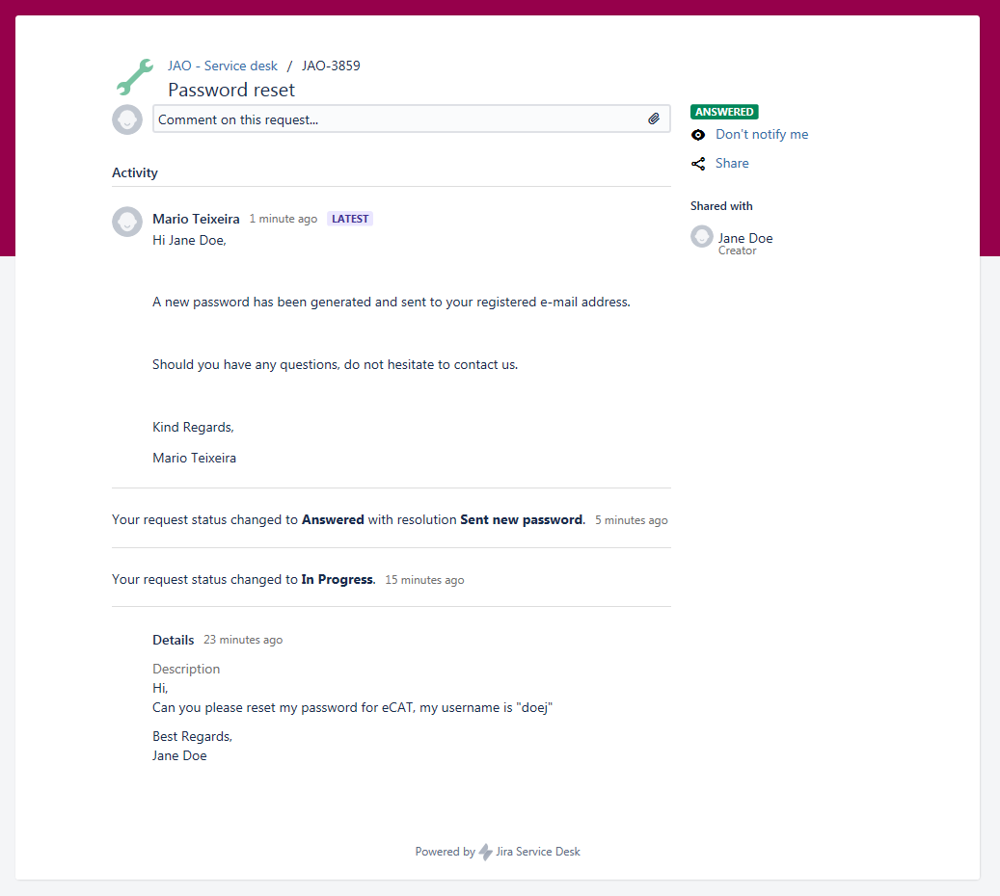 JAO - Service desk / JAO-3859
Password reset
Comment on this request...
ANSWERED
Don't notify me
Share
Shared with
Jane Doe
Creator
Activity
Mario Teixeira 1 minute ago LATEST
Hi Jane Doe,
A new password has been generated and sent to your registered e-mail address.
Should you have any questions, do not hesitate to contact us.
Kind Regards,
Mario Teixeira
Your request status changed to Answered with resolution Sent new password. 5 minutes ago
Your request status changed to In Progress. 15 minutes ago
Details 23 minutes ago
Description
Hi,
Can you please reset my password for eCAT, my username is "doej"
Best Regards,
Jane Doe
Powered by Jira Service Desk